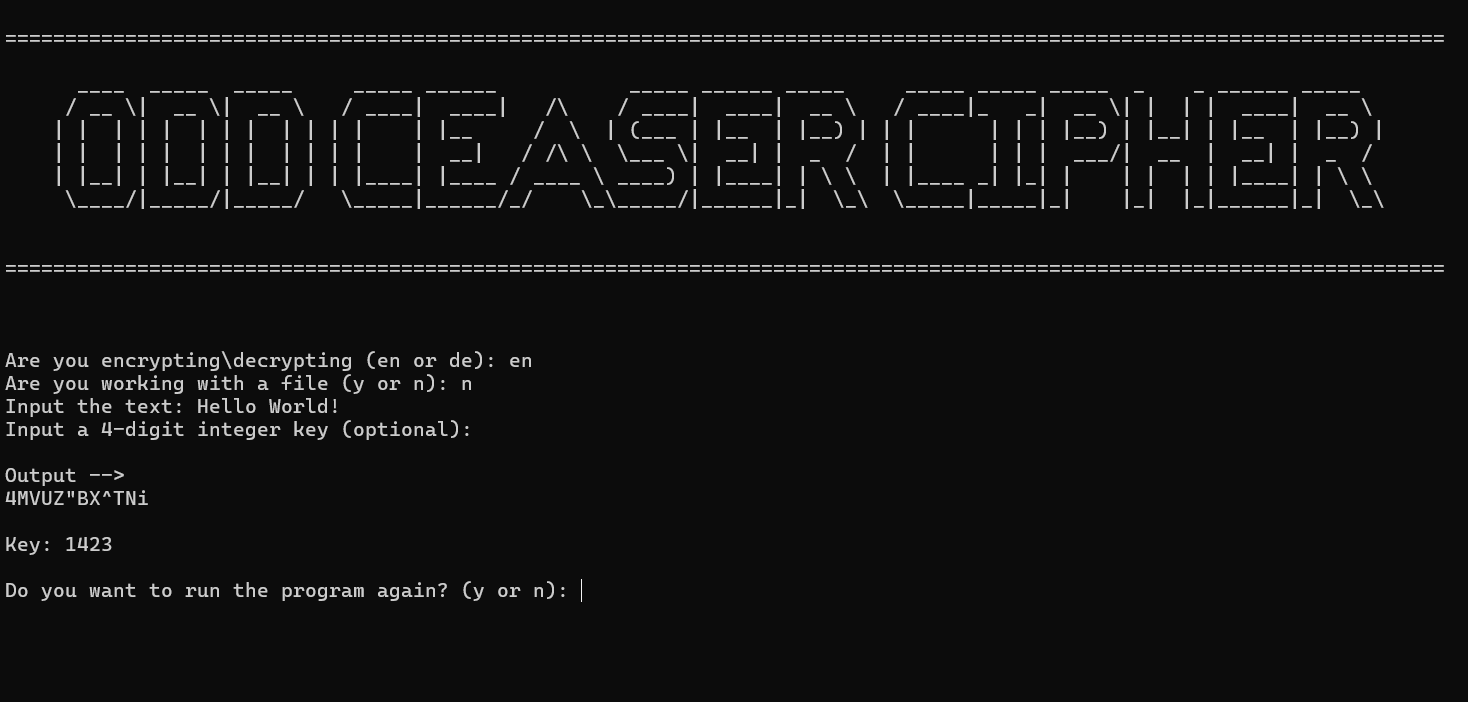 ODD CEASER CIPHER
Are you encrypting\decrypting (en or de): en
Are you working with a file (y or n): n
Input the text: Hello World!
Input a 4-digit integer key (optional):
Output -->
4MVUZ"BX^TNi
Key: 1423
Do you want to run the program again? (y or n):